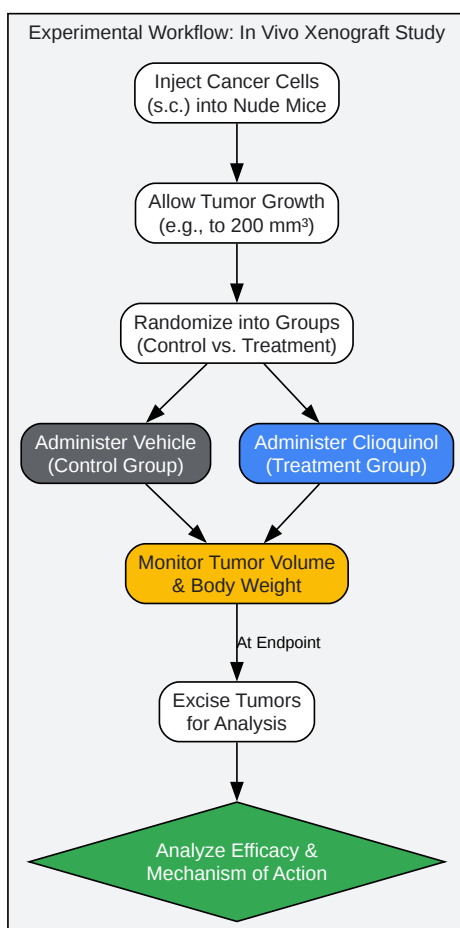 Experimental Workflow: In Vivo Xenograft Study
Inject Cancer Cells
(s.c.) into Nude Mice
Allow Tumor Growth
(e.g., to 200 mm³)
Randomize into Groups
(Control vs. Treatment)
Administer Vehicle
(Control Group)
Administer Clioquinol
(Treatment Group)
Monitor Tumor Volume
& Body Weight
At Endpoint
Excise Tumors
for Analysis
Analyze Efficacy &
Mechanism of Action